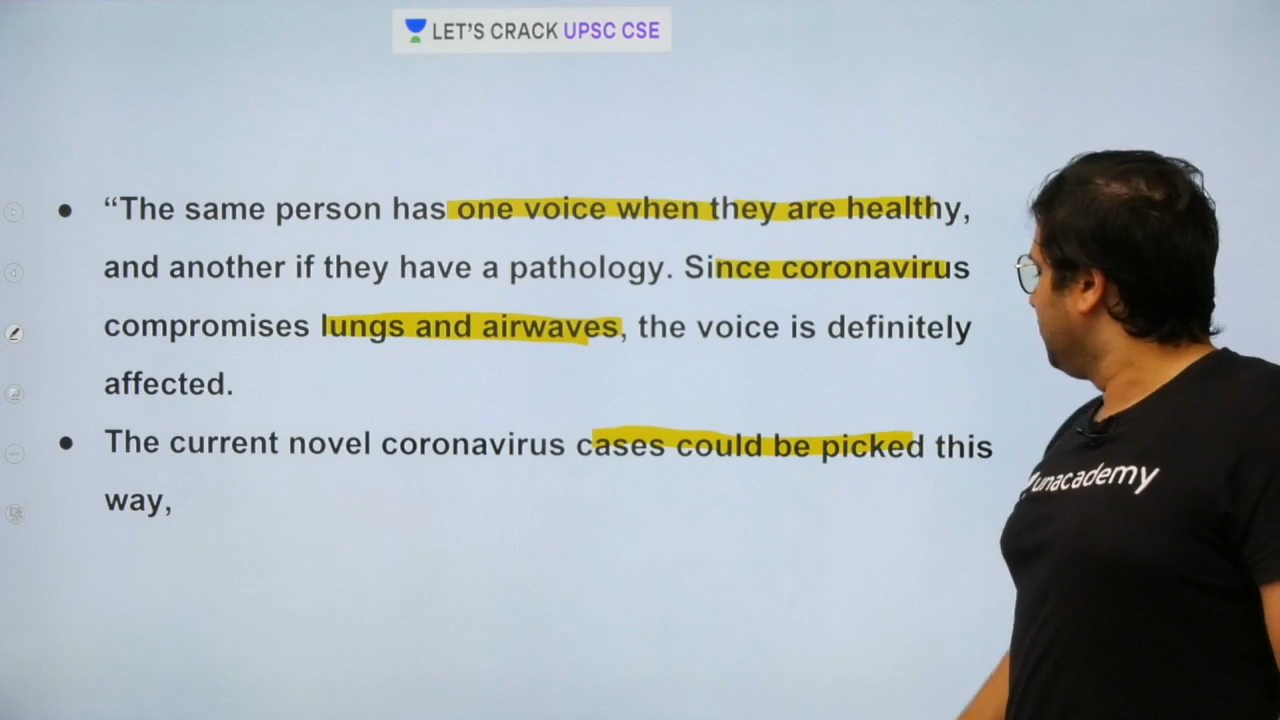 LET'S CRACK UPSC CSE
• “The same person has one voice when they are healthy,
and another if they have a pathology. Since coronavirus
compromises lungs and airwaves, the voice is definitely
affected.
• The current novel coronavirus cases could be picked this
way,
unacademy